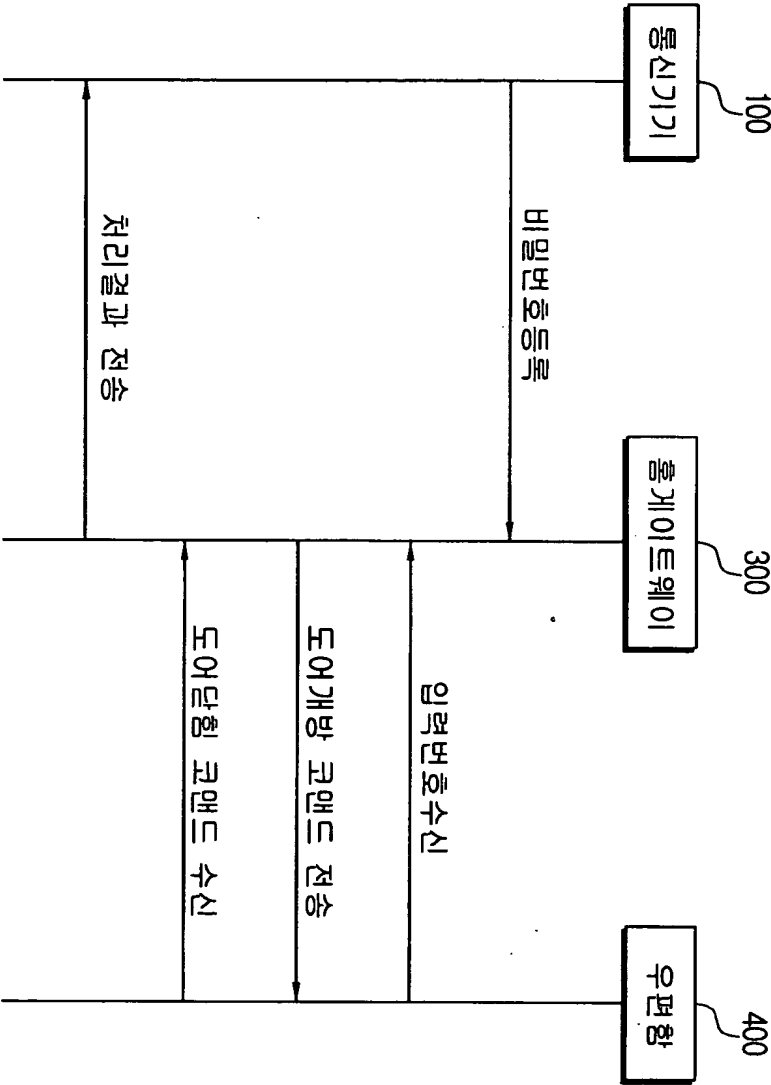 100
통신기기
300
홈게이트웨이
400
우편함
비밀번호등록
입력번호수신
도어개방 코맨드 전송
도어닫힘 코맨드 수신
처리결과 전송